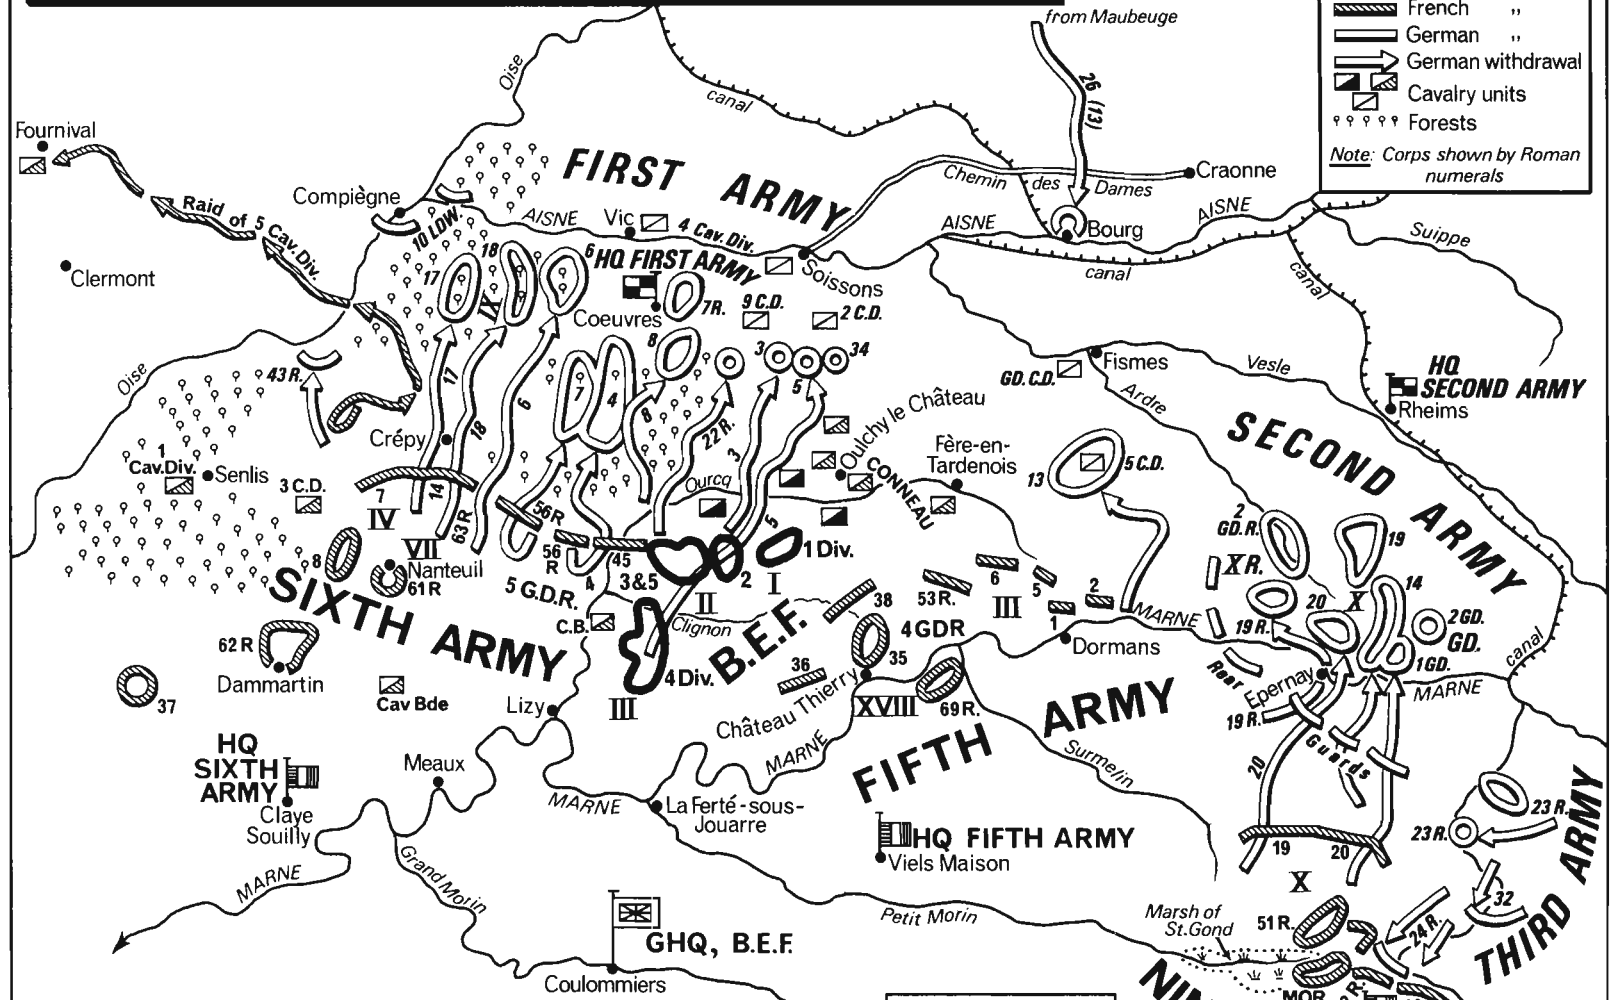 from Maubeuge
French ,,
German ,,
German withdrawal
Cavalry units
Forests
Note: Corps shown by Roman
numerals
Oise
canal
26 (13)
Fournival
Raid of 5 Cav. Div.
Clermont
Compiègne
10 LDW.
FIRST ARMY
AISNE
Vic
4 Cav. Div.
Chemin des Dames
Craonne
AISNE
Bourg
AISNE
canal
canal
Suippe
Soissons
HQ FIRST ARMY
Coeuvres
17
18
IX
6
7R.
9 C.D.
2 C.D.
8
3
5
34
GD. C.D.
Fismes
Vesle
Ardre
HQ
SECOND ARMY
Rheims
Oise
43 R.
Crépy
17
18
6
7
4
8
22 R.
3
5
Oulchy le Château
Fère-en-
Tardenois
CONNEAU
Ourcq
13
5 C.D.
SECOND ARMY
1
Cav.Div.
Senlis
3 C.D.
7
IV
14
63 R
56R
56
R
45
4
8
VII
Nanteuil
61 R
5 G.D.R.
3&5
2
II
I
1 Div.
SIXTH ARMY
C.B.
Clignon
B.E.F.
38
53 R.
6
III
5
1
2
4GDR
35
36
Château Thierry
XVIII
69 R.
MARNE
Dormans
2
GD.R.
X R.
19
14
X
20
19 R.
2 GD.
GD.
1 GD.
canal
MARNE
Epernay
19 R.
Rear
Guards
20
62 R
Dammartin
37
Cav Bde
Lizy
4 Div.
III
HQ
SIXTH
ARMY
Claye
Souilly
Meaux
MARNE
La Ferté-sous-
Jouarre
MARNE
FIFTH ARMY
Surmelin
HQ FIFTH ARMY
Viels Maison
MARNE
Grand Morin
GHQ, B.E.F.
Coulommiers
Petit Morin
19
20
X
23 R.
23 R.
32
24 R.
THIRD ARMY
Marsh of
St.Gond
51 R.
MOR.